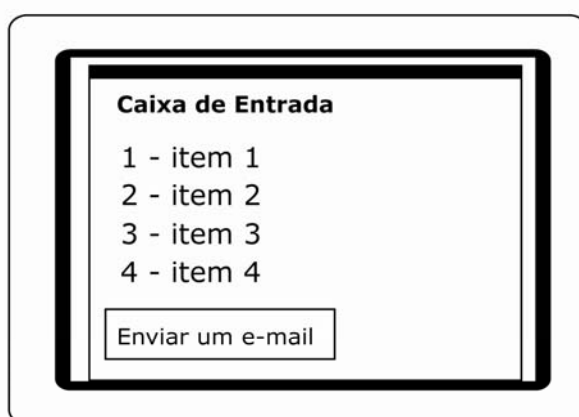 Caixa de Entrada
1 - item 1
2 - item 2
3 - item 3
4 - item 4
Enviar um e-mail